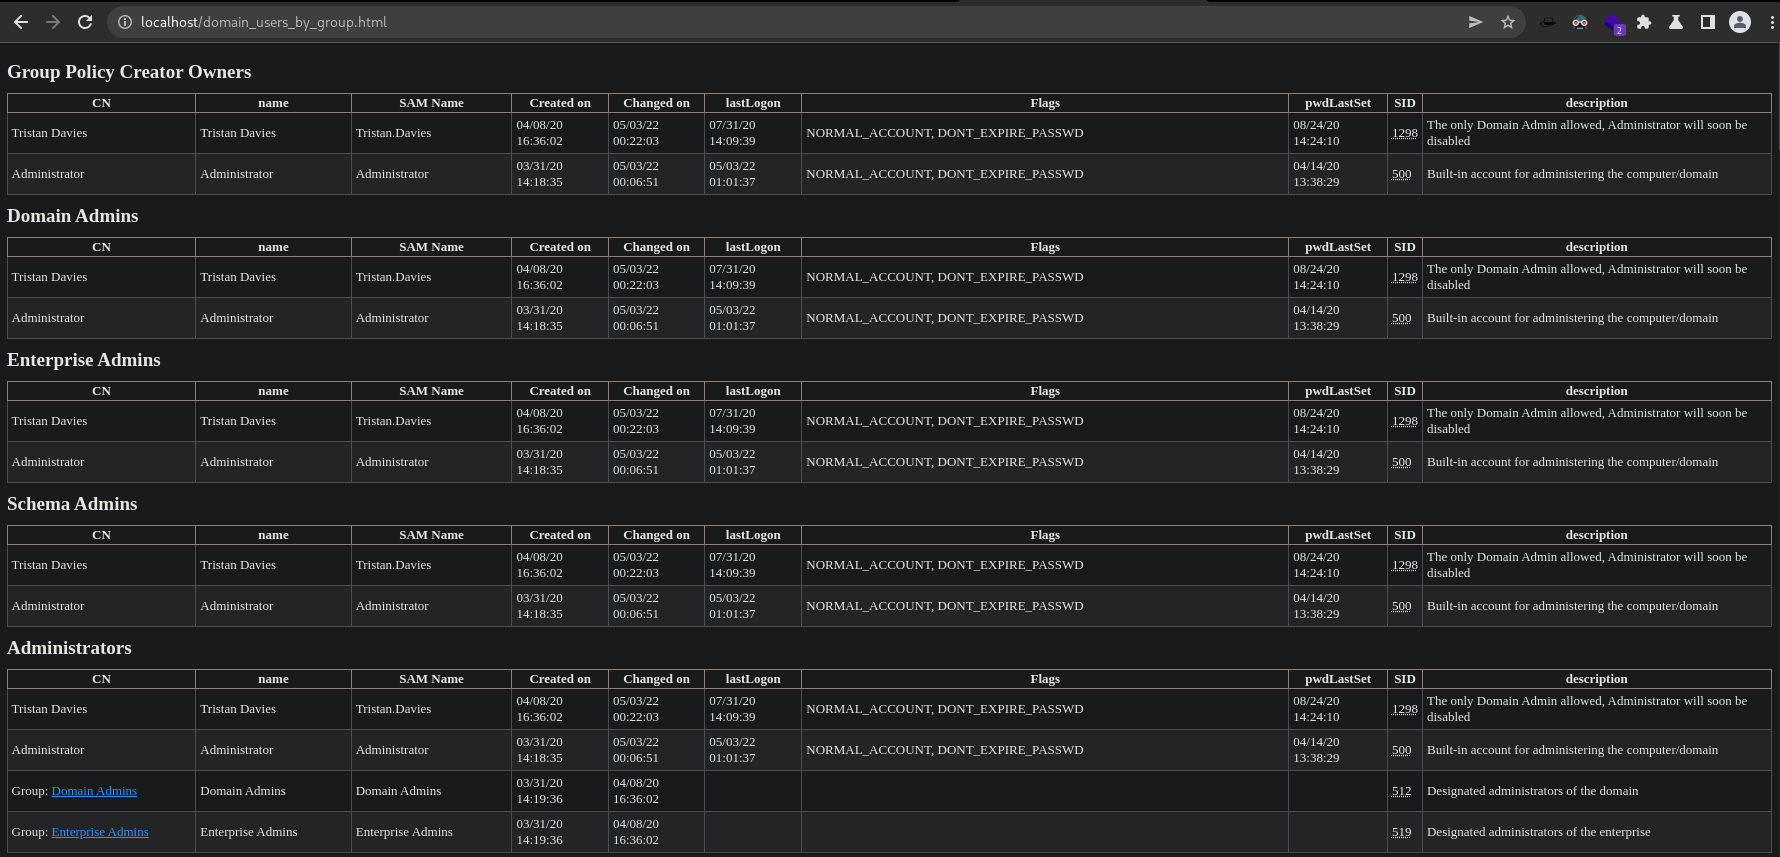 localhost/domain_users_by_group.html
2
Group Policy Creator Owners
CN name SAM Name Created on Changed on lastLogon Flags pwdLastSet SID description
Tristan Davies Tristan Davies Tristan.Davies 04/08/20 16:36:02 05/03/22 00:22:03 07/31/20 14:09:39 NORMAL_ACCOUNT, DONT_EXPIRE_PASSWD 08/24/20 14:24:10 1298 The only Domain Admin allowed, Administrator will soon be disabled
Administrator Administrator Administrator 03/31/20 14:18:35 05/03/22 00:06:51 05/03/22 01:01:37 NORMAL_ACCOUNT, DONT_EXPIRE_PASSWD 04/14/20 13:38:29 500 Built-in account for administering the computer/domain
Domain Admins
CN name SAM Name Created on Changed on lastLogon Flags pwdLastSet SID description
Tristan Davies Tristan Davies Tristan.Davies 04/08/20 16:36:02 05/03/22 00:22:03 07/31/20 14:09:39 NORMAL_ACCOUNT, DONT_EXPIRE_PASSWD 08/24/20 14:24:10 1298 The only Domain Admin allowed, Administrator will soon be disabled
Administrator Administrator Administrator 03/31/20 14:18:35 05/03/22 00:06:51 05/03/22 01:01:37 NORMAL_ACCOUNT, DONT_EXPIRE_PASSWD 04/14/20 13:38:29 500 Built-in account for administering the computer/domain
Enterprise Admins
CN name SAM Name Created on Changed on lastLogon Flags pwdLastSet SID description
Tristan Davies Tristan Davies Tristan.Davies 04/08/20 16:36:02 05/03/22 00:22:03 07/31/20 14:09:39 NORMAL_ACCOUNT, DONT_EXPIRE_PASSWD 08/24/20 14:24:10 1298 The only Domain Admin allowed, Administrator will soon be disabled
Administrator Administrator Administrator 03/31/20 14:18:35 05/03/22 00:06:51 05/03/22 01:01:37 NORMAL_ACCOUNT, DONT_EXPIRE_PASSWD 04/14/20 13:38:29 500 Built-in account for administering the computer/domain
Schema Admins
CN name SAM Name Created on Changed on lastLogon Flags pwdLastSet SID description
Tristan Davies Tristan Davies Tristan.Davies 04/08/20 16:36:02 05/03/22 00:22:03 07/31/20 14:09:39 NORMAL_ACCOUNT, DONT_EXPIRE_PASSWD 08/24/20 14:24:10 1298 The only Domain Admin allowed, Administrator will soon be disabled
Administrator Administrator Administrator 03/31/20 14:18:35 05/03/22 00:06:51 05/03/22 01:01:37 NORMAL_ACCOUNT, DONT_EXPIRE_PASSWD 04/14/20 13:38:29 500 Built-in account for administering the computer/domain
Administrators
CN name SAM Name Created on Changed on lastLogon Flags pwdLastSet SID description
Tristan Davies Tristan Davies Tristan.Davies 04/08/20 16:36:02 05/03/22 00:22:03 07/31/20 14:09:39 NORMAL_ACCOUNT, DONT_EXPIRE_PASSWD 08/24/20 14:24:10 1298 The only Domain Admin allowed, Administrator will soon be disabled
Administrator Administrator Administrator 03/31/20 14:18:35 05/03/22 00:06:51 05/03/22 01:01:37 NORMAL_ACCOUNT, DONT_EXPIRE_PASSWD 04/14/20 13:38:29 500 Built-in account for administering the computer/domain
Group: Domain Admins Domain Admins Domain Admins 03/31/20 14:19:36 04/08/20 16:36:02 512 Designated administrators of the domain
Group: Enterprise Admins Enterprise Admins Enterprise Admins 03/31/20 14:19:36 04/08/20 16:36:02 519 Designated administrators of the enterprise